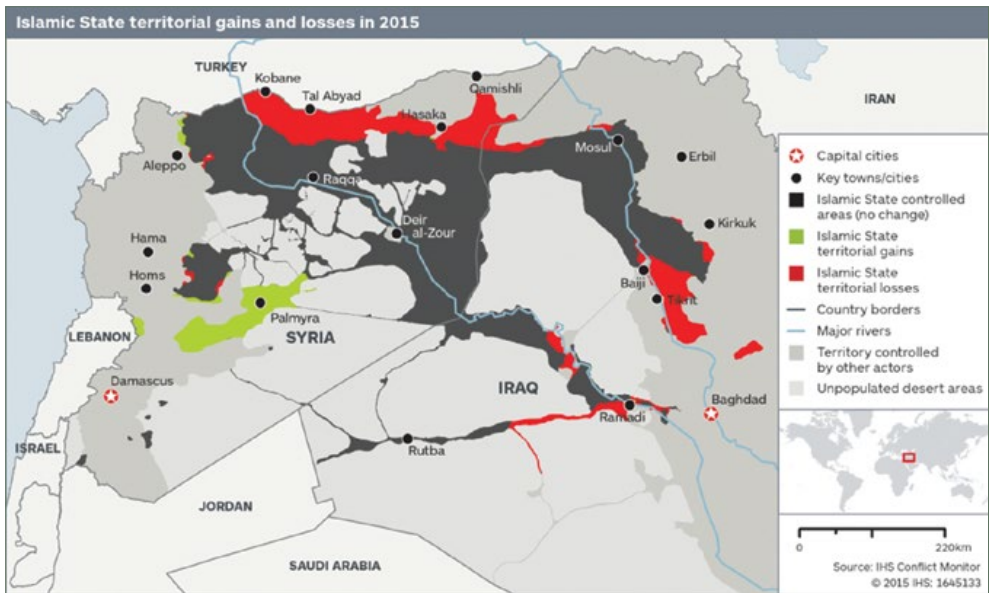 Islamic State territorial gains and losses in 2015
TURKEY
Kobane
Tal Abyad
Qamishli
Hasaka
IRAN
Mosul
Erbil
Aleppo
Raqqa
Kirkuk
Deir
al-Zour
Hama
Homs
Baiji
Tikrit
Palmyra
LEBANON
SYRIA
Damascus
IRAQ
Baghdad
Ramadi
ISRAEL
Rutba
JORDAN
SAUDI ARABIA
Capital cities
Key towns/cities
Islamic State controlled
areas (no change)
Islamic State
territorial gains
Islamic State
territorial losses
Country borders
Major rivers
Territory controlled
by other actors
Unpopulated desert areas
0
220km
Source: IHS Conflict Monitor
© 2015 IHS: 1645133